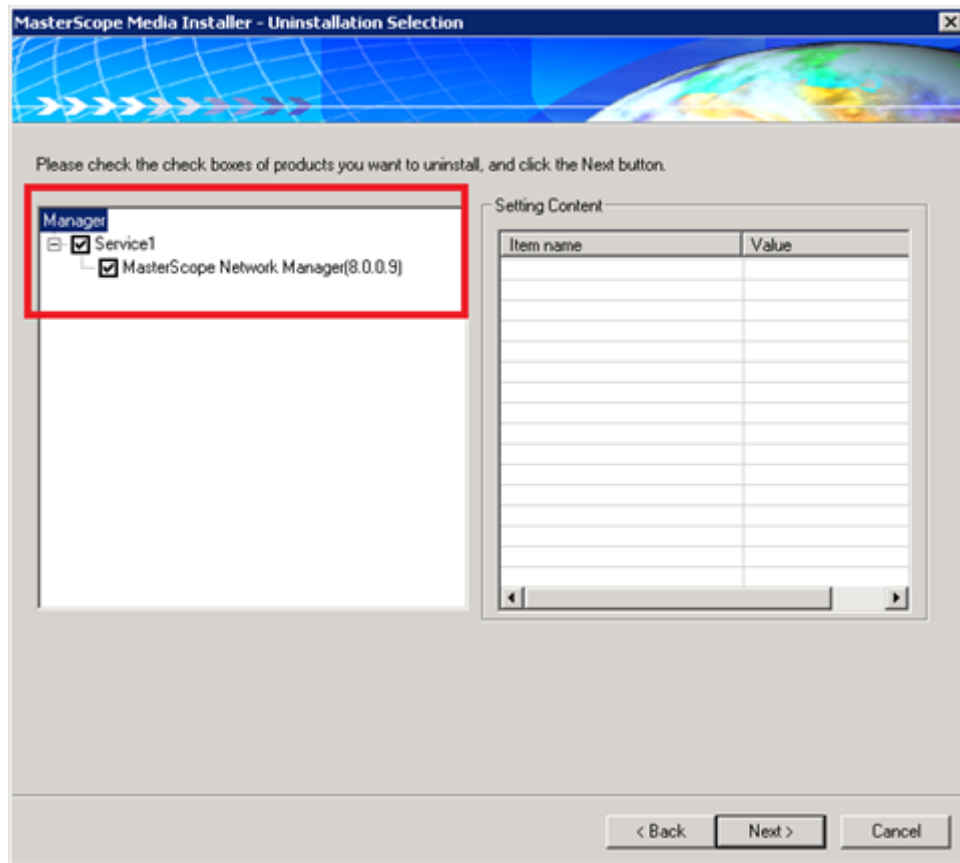 MasterScope Media Installer - Uninstallation Selection
Please check the check boxes of products you want to uninstall, and click the Next button.
Manager
Service1
MasterScope Network Manager(8.0.0.9)
Setting Content
Item name Value
< Back Next > Cancel